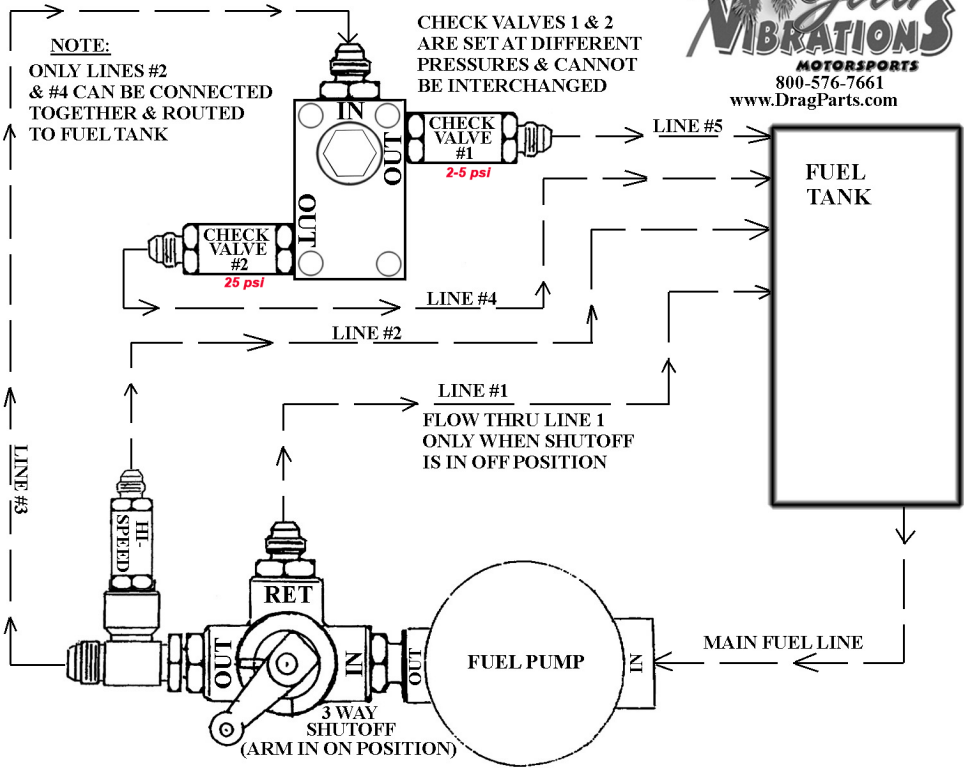 CHECK VALVES 1 & 2
ARE SET AT DIFFERENT
PRESSURES & CANNOT
BE INTERCHANGED
VIBRATIONS
MOTORSPORTS
800-576-7661
www.DragParts.com
NOTE:
ONLY LINES #2
& #4 CAN BE CONNECTED
TOGETHER & ROUTED
TO FUEL TANK
IN
OUT
CHECK
VALVE
#1
2-5 psi
LINE #5
FUEL
TANK
OUT
CHECK
VALVE
#2
25 psi
LINE #4
LINE #2
LINE #1
FLOW THRU LINE 1
ONLY WHEN SHUTOFF
IS IN OFF POSITION
LINE #3
HI-
SPEED
RET
OUT
IN
OUT
FUEL PUMP
IN
MAIN FUEL LINE
3 WAY
SHUTOFF
(ARM IN ON POSITION)